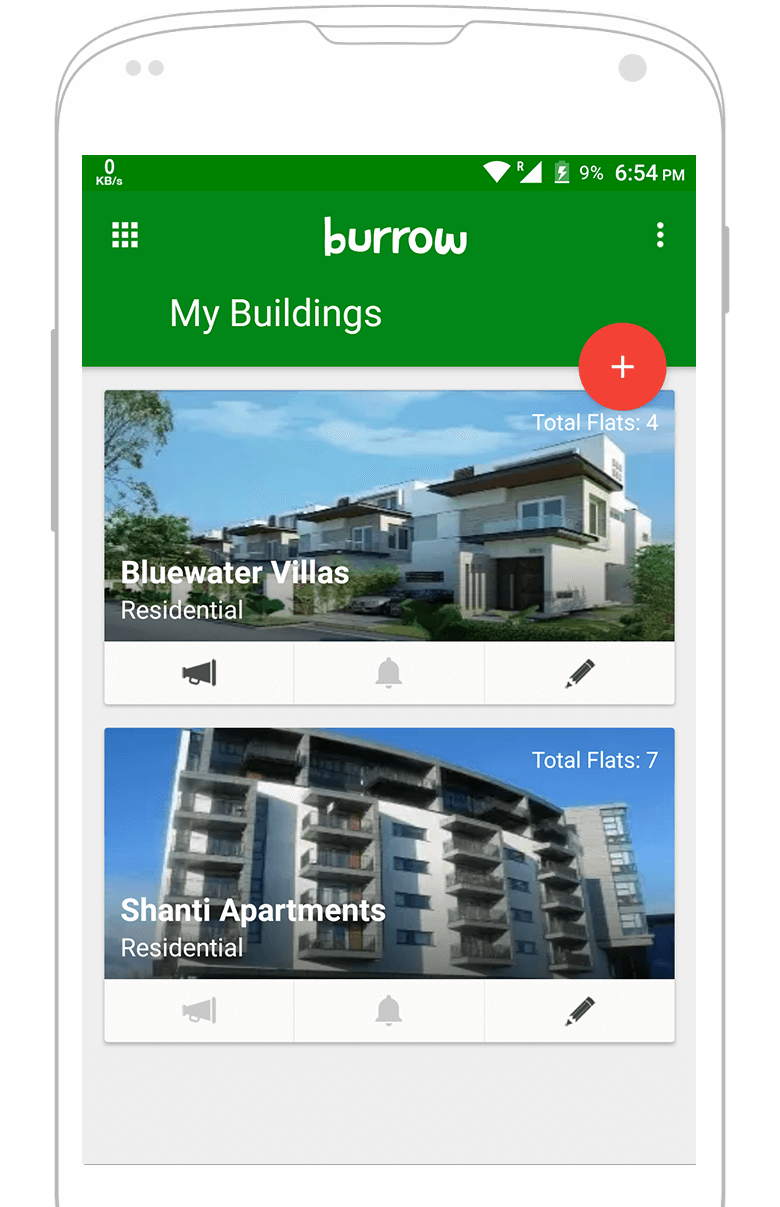 0
KB/s
R
9%
6:54 PM
burrow
My Buildings
+
Total Flats: 4
Bluewater Villas
Residential
Total Flats: 7
Shanti Apartments
Residential